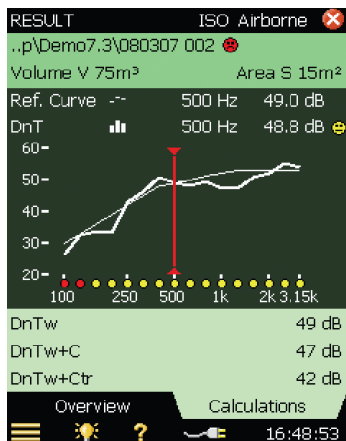 RESULT ISO Airborne
..p\Demo7.3\080307 002
Volume V 75m³ Area S 15m²
Ref. Curve 500 Hz 49.0 dB
DnT 500 Hz 48.8 dB
60
50
40
30
20
100 250 500 1k 2k 3.15k
DnTw 49 dB
DnTw+C 47 dB
DnTw+Ctr 42 dB
Overview Calculations
? 16:48:53